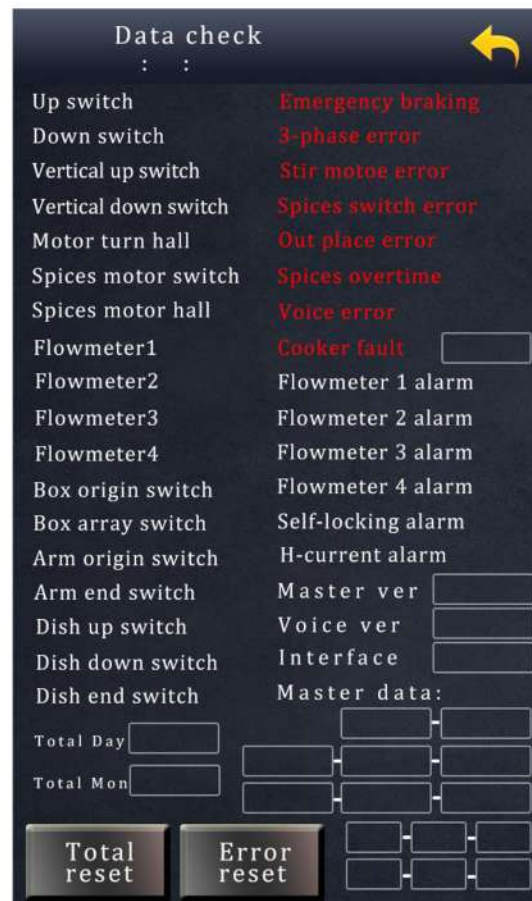 Data check
: :
Up switch
Emergency braking
Down switch
3-phase error
Vertical up switch
Stir motoe error
Vertical down switch
Spices switch error
Motor turn hall
Out place error
Spices motor switch
Spices overtime
Spices motor hall
Voice error
Flowmeter1
Cooker fault
Flowmeter2
Flowmeter 1 alarm
Flowmeter3
Flowmeter 2 alarm
Flowmeter4
Flowmeter 3 alarm
Box origin switch
Flowmeter 4 alarm
Box array switch
Self-locking alarm
Arm origin switch
H-current alarm
Arm end switch
Master ver
Dish up switch
Voice ver
Dish down switch
Interface
Dish end switch
Master data:
Total Day
-
Total Mon
- -
- -
Total reset
Error reset
- -
- -